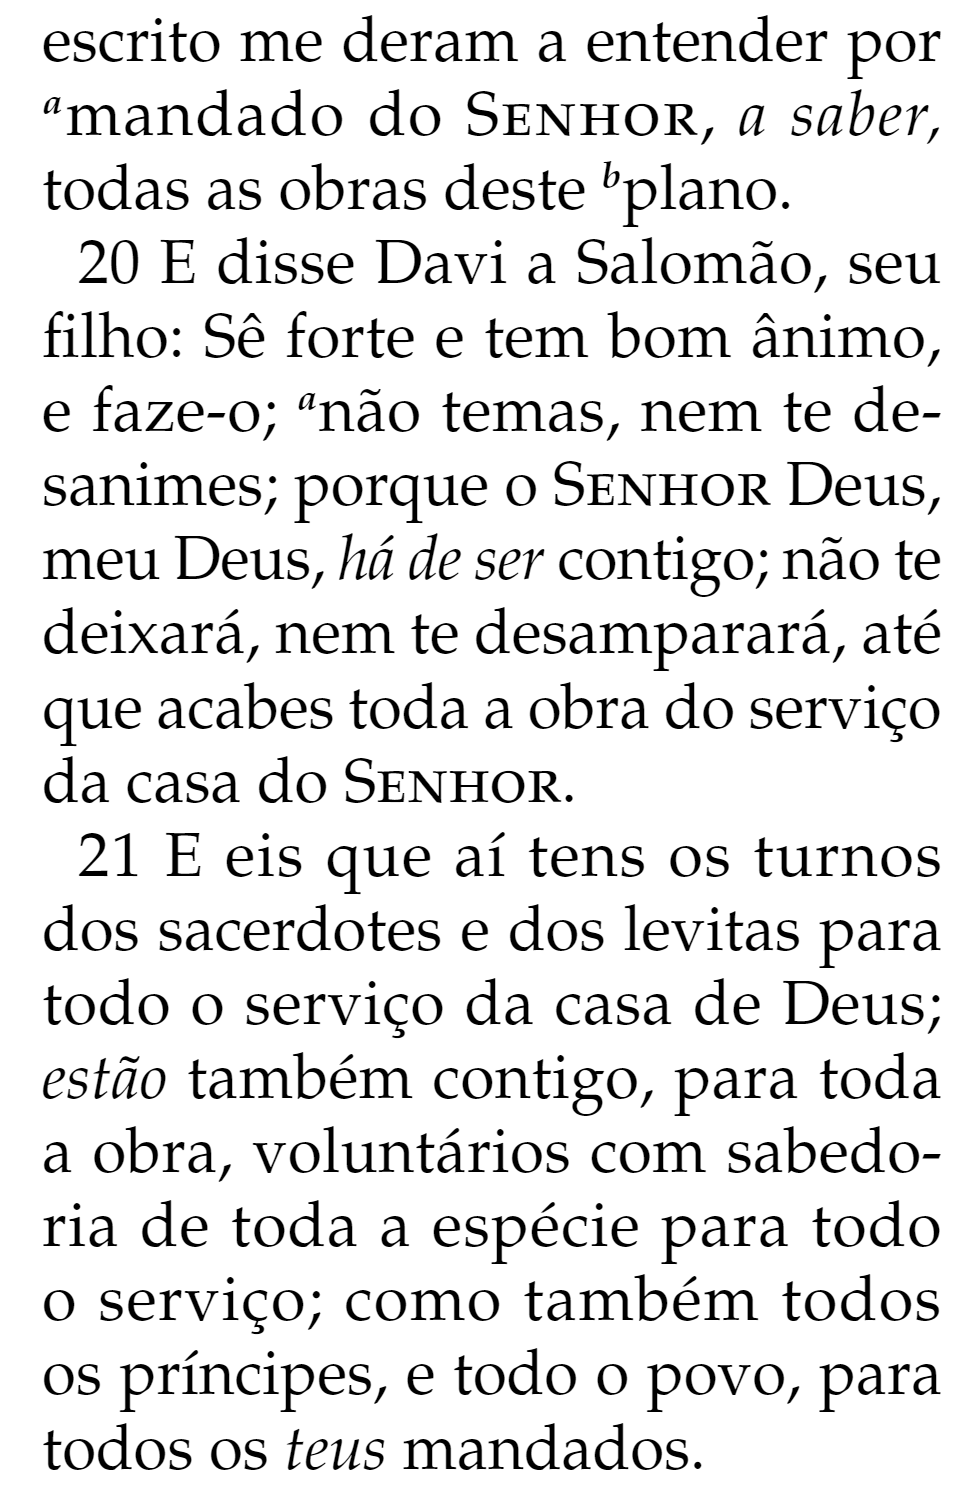 escrito me deram a entender por
ᵃmandado do SENHOR, a saber,
todas as obras deste ᵇplano.
20 E disse Davi a Salomão, seu
filho: Sê forte e tem bom ânimo,
e faze-o; ᵃnão temas, nem te de-
sanimes; porque o SENHOR Deus,
meu Deus, há de ser contigo; não te
deixará, nem te desamparará, até
que acabes toda a obra do serviço
da casa do SENHOR.
21 E eis que aí tens os turnos
dos sacerdotes e dos levitas para
todo o serviço da casa de Deus;
estão também contigo, para toda
a obra, voluntários com sabedo-
ria de toda a espécie para todo
o serviço; como também todos
os príncipes, e todo o povo, para
todos os teus mandados.